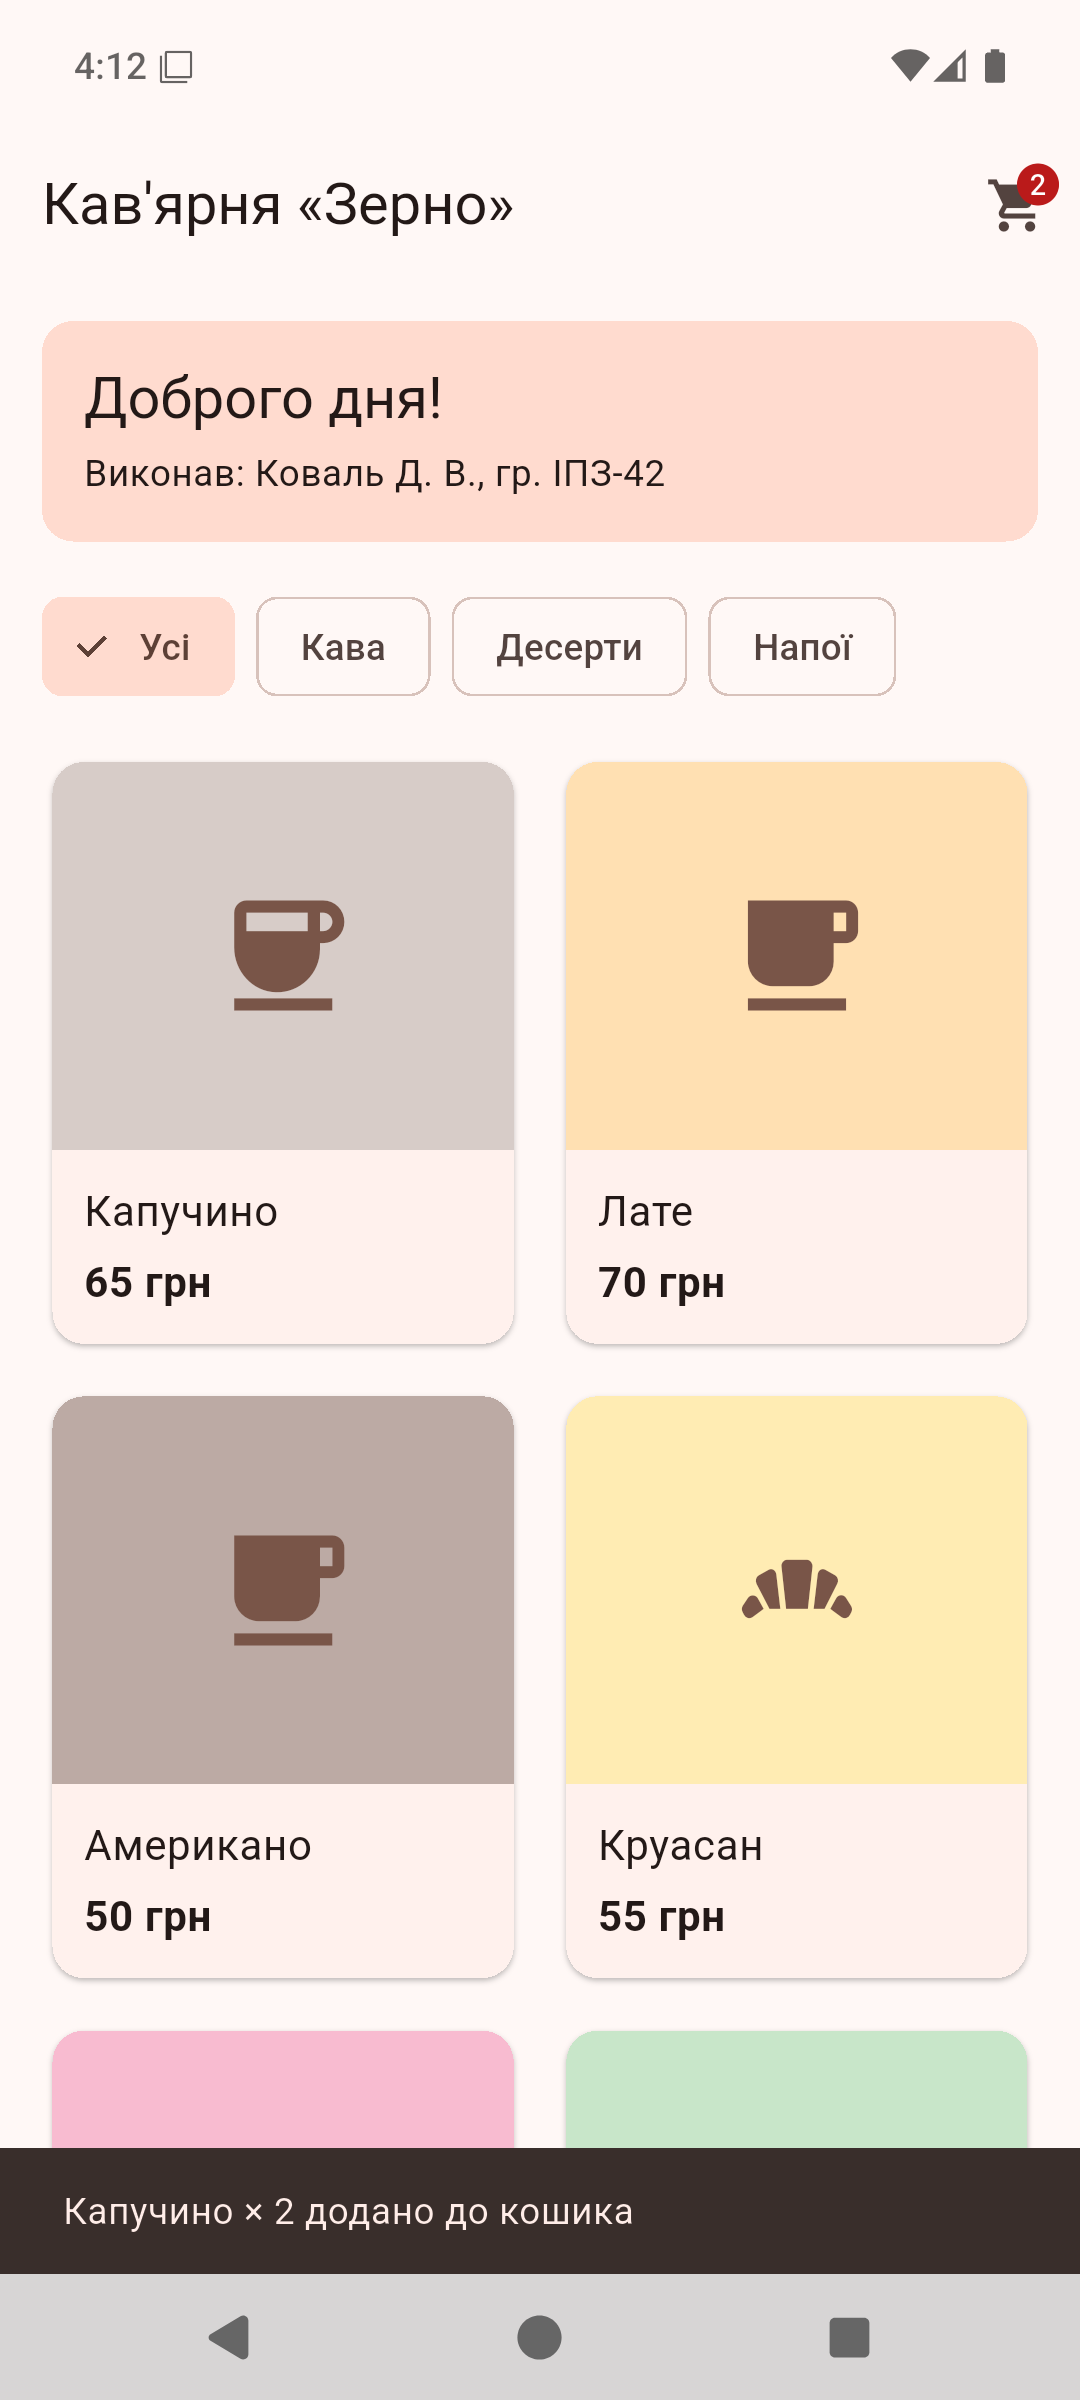 4:12
Кав'ярня «Зерно»
2
Доброго дня!
Виконав: Коваль Д. В., гр. ІПЗ-42
Усі
Кава
Десерти
Напої
Капучино
65 грн
Лате
70 грн
Американо
50 грн
Круасан
55 грн
Капучино × 2 додано до кошика